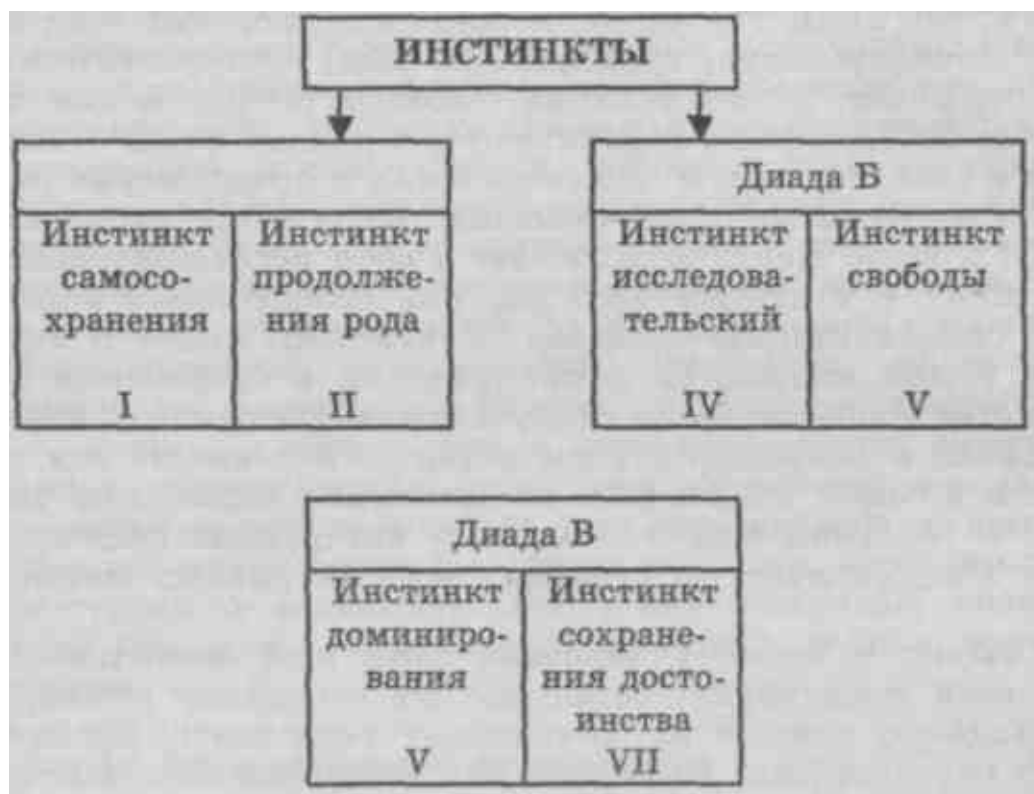 ИНСТИНКТЫ
Диада Б
Инстинкт самосо-
хранения
I
Инстинкт
продолже-
ния рода
II
Инстинкт
исследова-
тельский
IV
Инстинкт
свободы
V
Диада В
Инстинкт
доминиро-
вания
V
Инстинкт
сохране-
ния досто-
инства
VII